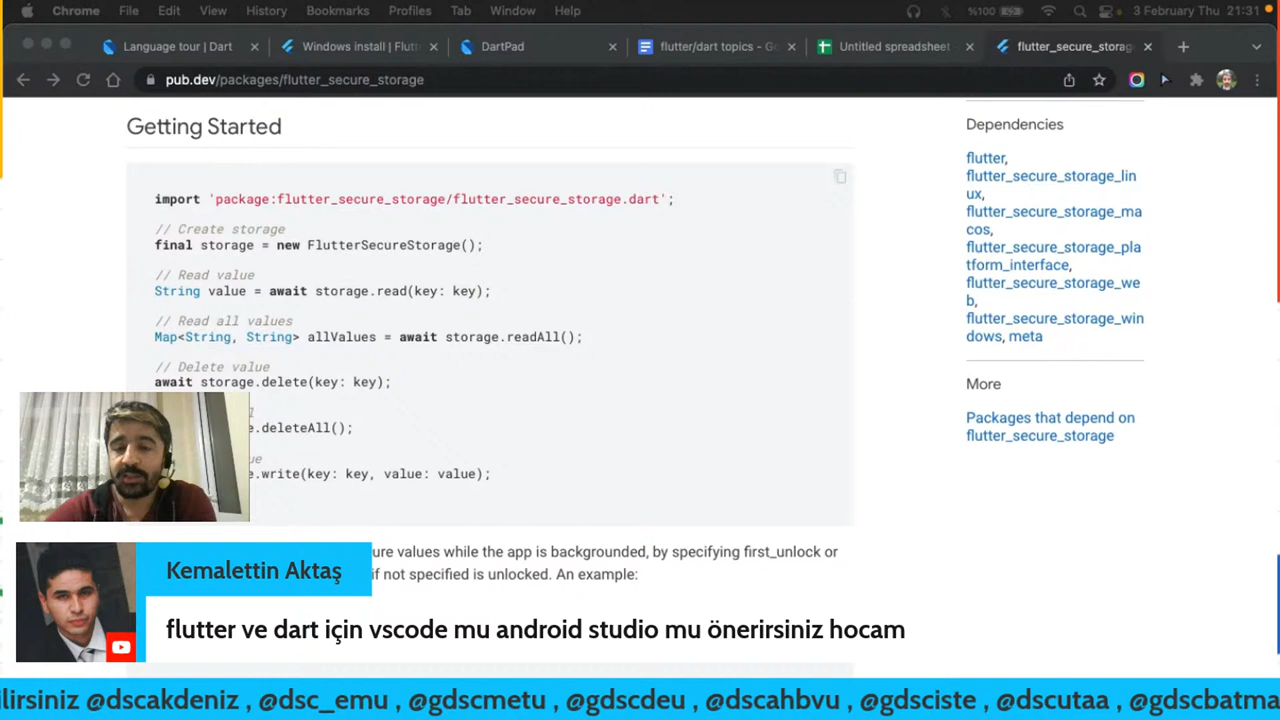 Chrome File Edit View History Bookmarks Profiles Tab Window Help %100 3 February Thu 21:31
Language tour | Dart Windows install | Flutt DartPad flutter/dart topics - Go Untitled spreadsheet - flutter_secure_storag
pub.dev/packages/flutter_secure_storage
Getting Started
import 'package:flutter_secure_storage/flutter_secure_storage.dart';
// Create storage
final storage = new FlutterSecureStorage();
// Read value
String value = await storage.read(key: key);
// Read all values
Map<String, String> allValues = await storage.readAll();
// Delete value
await storage.delete(key: key);
e.deleteAll();
ue
e.write(key: key, value: value);
ure values while the app is backgrounded, by specifying first_unlock or
if not specified is unlocked. An example:
Dependencies
flutter,
flutter_secure_storage_lin
ux,
flutter_secure_storage_ma
cos,
flutter_secure_storage_pla
tform_interface,
flutter_secure_storage_we
b,
flutter_secure_storage_win
dows, meta
More
Packages that depend on
flutter_secure_storage
Kemalettin Aktaş
flutter ve dart için vscode mu android studio mu önerirsiniz hocam
ilirsiniz @dscakdeniz , @dsc_emu , @gdscmetu , @gdscdeu , @dscahbvu , @gdsciste , @dscutaa , @gdscbatma